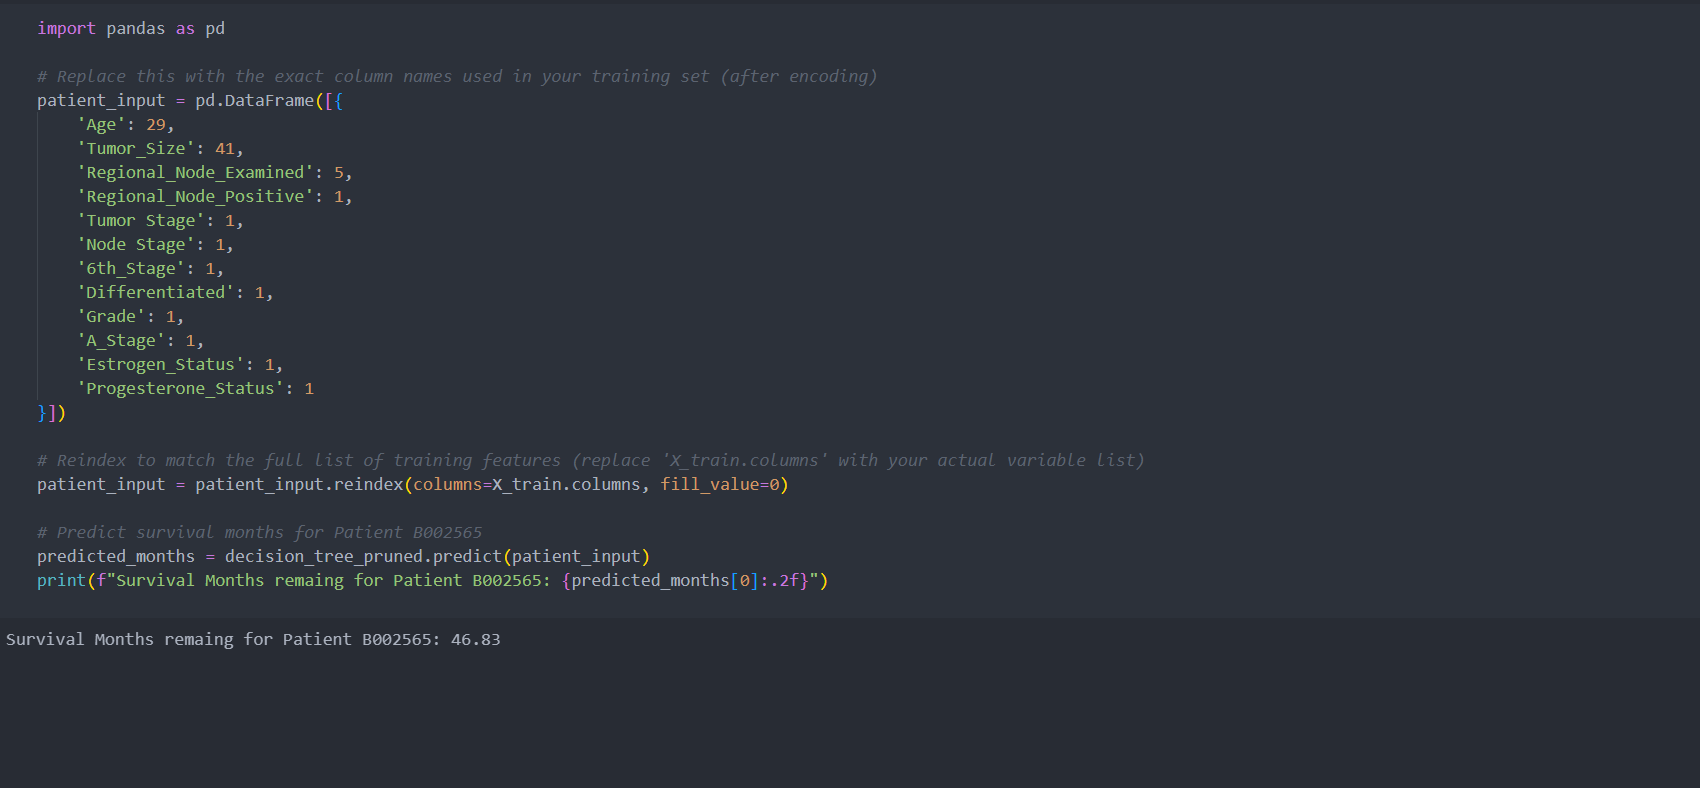 import pandas as pd
# Replace this with the exact column names used in your training set (after encoding)
patient_input = pd.DataFrame([{
    'Age': 29,
    'Tumor_Size': 41,
    'Regional_Node_Examined': 5,
    'Regional_Node_Positive': 1,
    'Tumor Stage': 1,
    'Node Stage': 1,
    '6th_Stage': 1,
    'Differentiated': 1,
    'Grade': 1,
    'A_Stage': 1,
    'Estrogen_Status': 1,
    'Progesterone_Status': 1
}])
# Reindex to match the full list of training features (replace 'X_train.columns' with your actual variable list)
patient_input = patient_input.reindex(columns=X_train.columns, fill_value=0)
# Predict survival months for Patient B002565
predicted_months = decision_tree_pruned.predict(patient_input)
print(f"Survival Months remaing for Patient B002565: {predicted_months[0]:.2f}")
Survival Months remaing for Patient B002565: 46.83